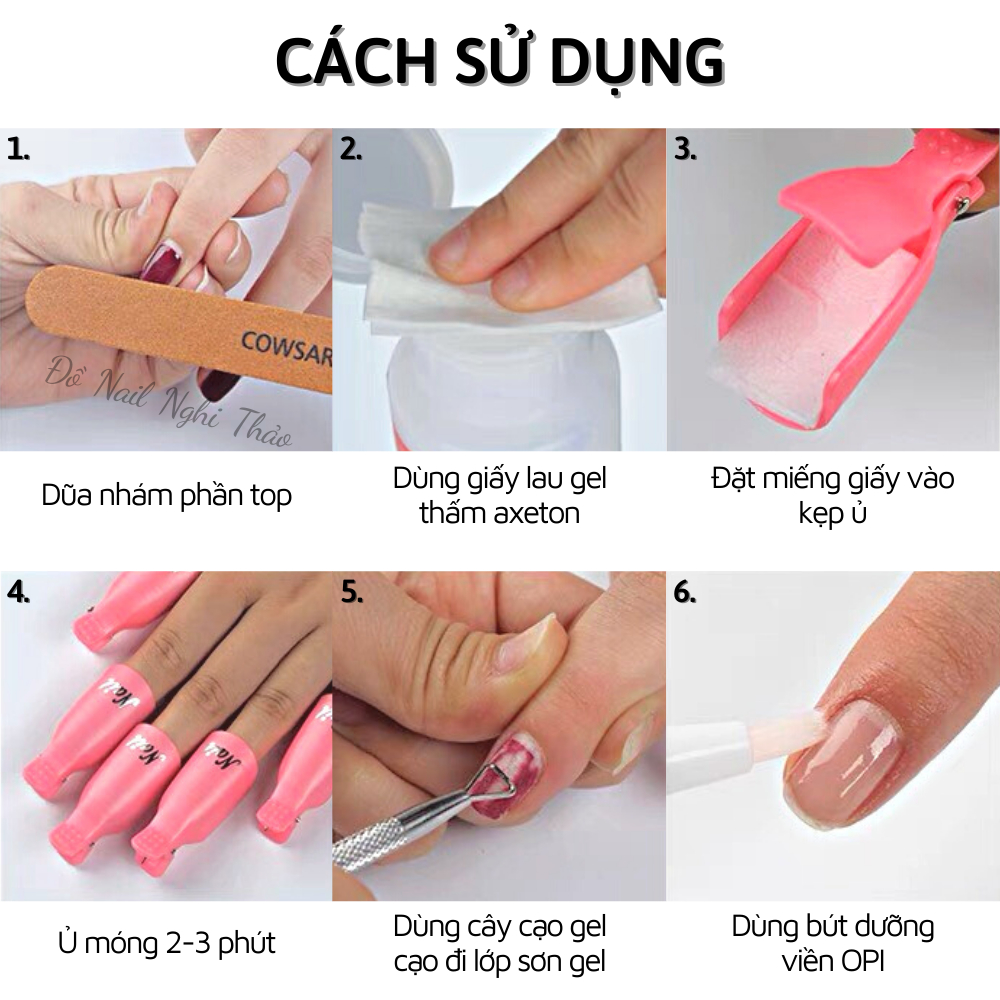 CÁCH SỬ DỤNG
1.
2.
3.
COWSAR
Đồ Nail Nghi Thảo
Dũa nhám phần top
Dùng giấy lau gel
thấm axeton
Đặt miếng giấy vào
kẹp ủ
4.
5.
6.
Nail
Nail
Nail
Ủ móng 2-3 phút
Dùng cây cạo gel
cạo đi lớp sơn gel
Dùng bút dưỡng
viền OPI